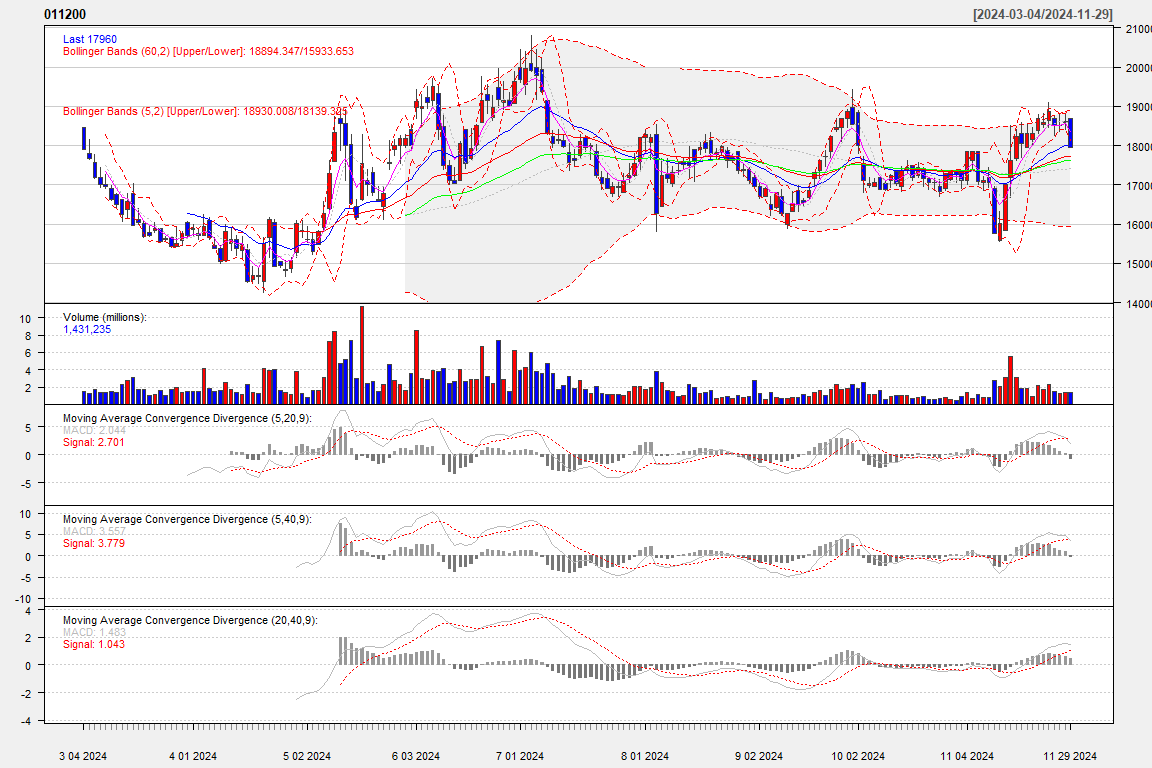 011200 [2024-03-04/2024-11-29]
Last 17960
Bollinger Bands (60,2) [Upper/Lower]: 18894.347/15933.653
Bollinger Bands (5,2) [Upper/Lower]: 18930.008/18139.325
21000
20000
19000
18000
17000
16000
15000
14000
Volume (millions):
1,431,235
10
8
6
4
2
Moving Average Convergence Divergence (5,20,9):
MACD: 2.044
Signal: 2.701
5
0
-5
Moving Average Convergence Divergence (5,40,9):
MACD: 3.557
Signal: 3.779
10
5
0
-5
-10
Moving Average Convergence Divergence (20,40,9):
MACD: 1.483
Signal: 1.043
4
2
0
-2
-4
3 04 2024 4 01 2024 5 02 2024 6 03 2024 7 01 2024 8 01 2024 9 02 2024 10 02 2024 11 04 2024 11 29 2024